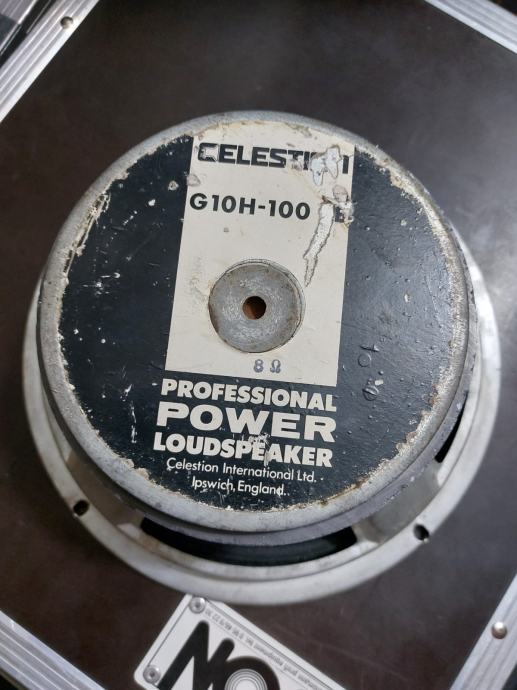 CELESTION
G10H-100
8 Ω
PROFESSIONAL
POWER
LOUDSPEAKER
Celestion International Ltd.
Ipswich, England.